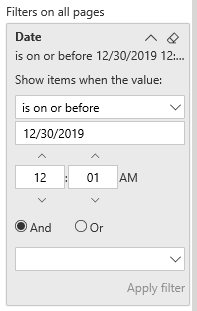 Filters on all pages
Date
is on or before 12/30/2019 12:...
Show items when the value:
is on or before
12/30/2019
12 : 01 AM
And Or
Apply filter